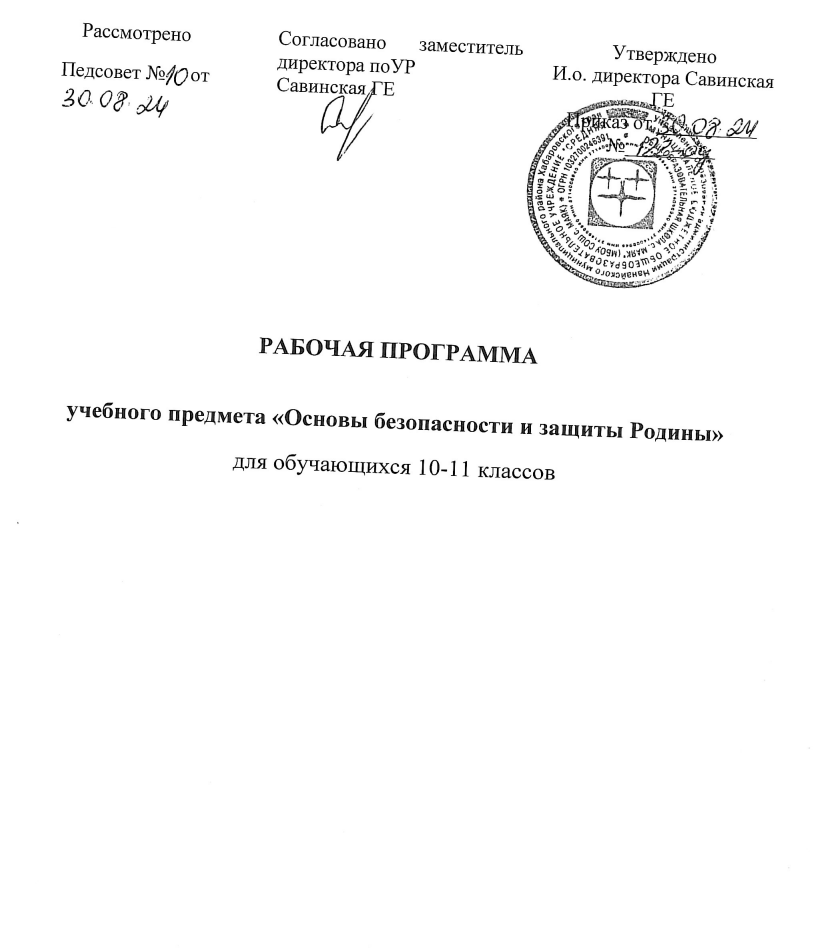 Рассмотрено
Педсовет №10 от
30.08.24
Согласовано заместитель
директора поУР
Савинская ГЕ
Утверждено
И.о. директора Савинская
ГЕ
Приказ от 30.08.24
№
РАБОЧАЯ ПРОГРАММА
учебного предмета «Основы безопасности и защиты Родины»
для обучающихся 10-11 классов